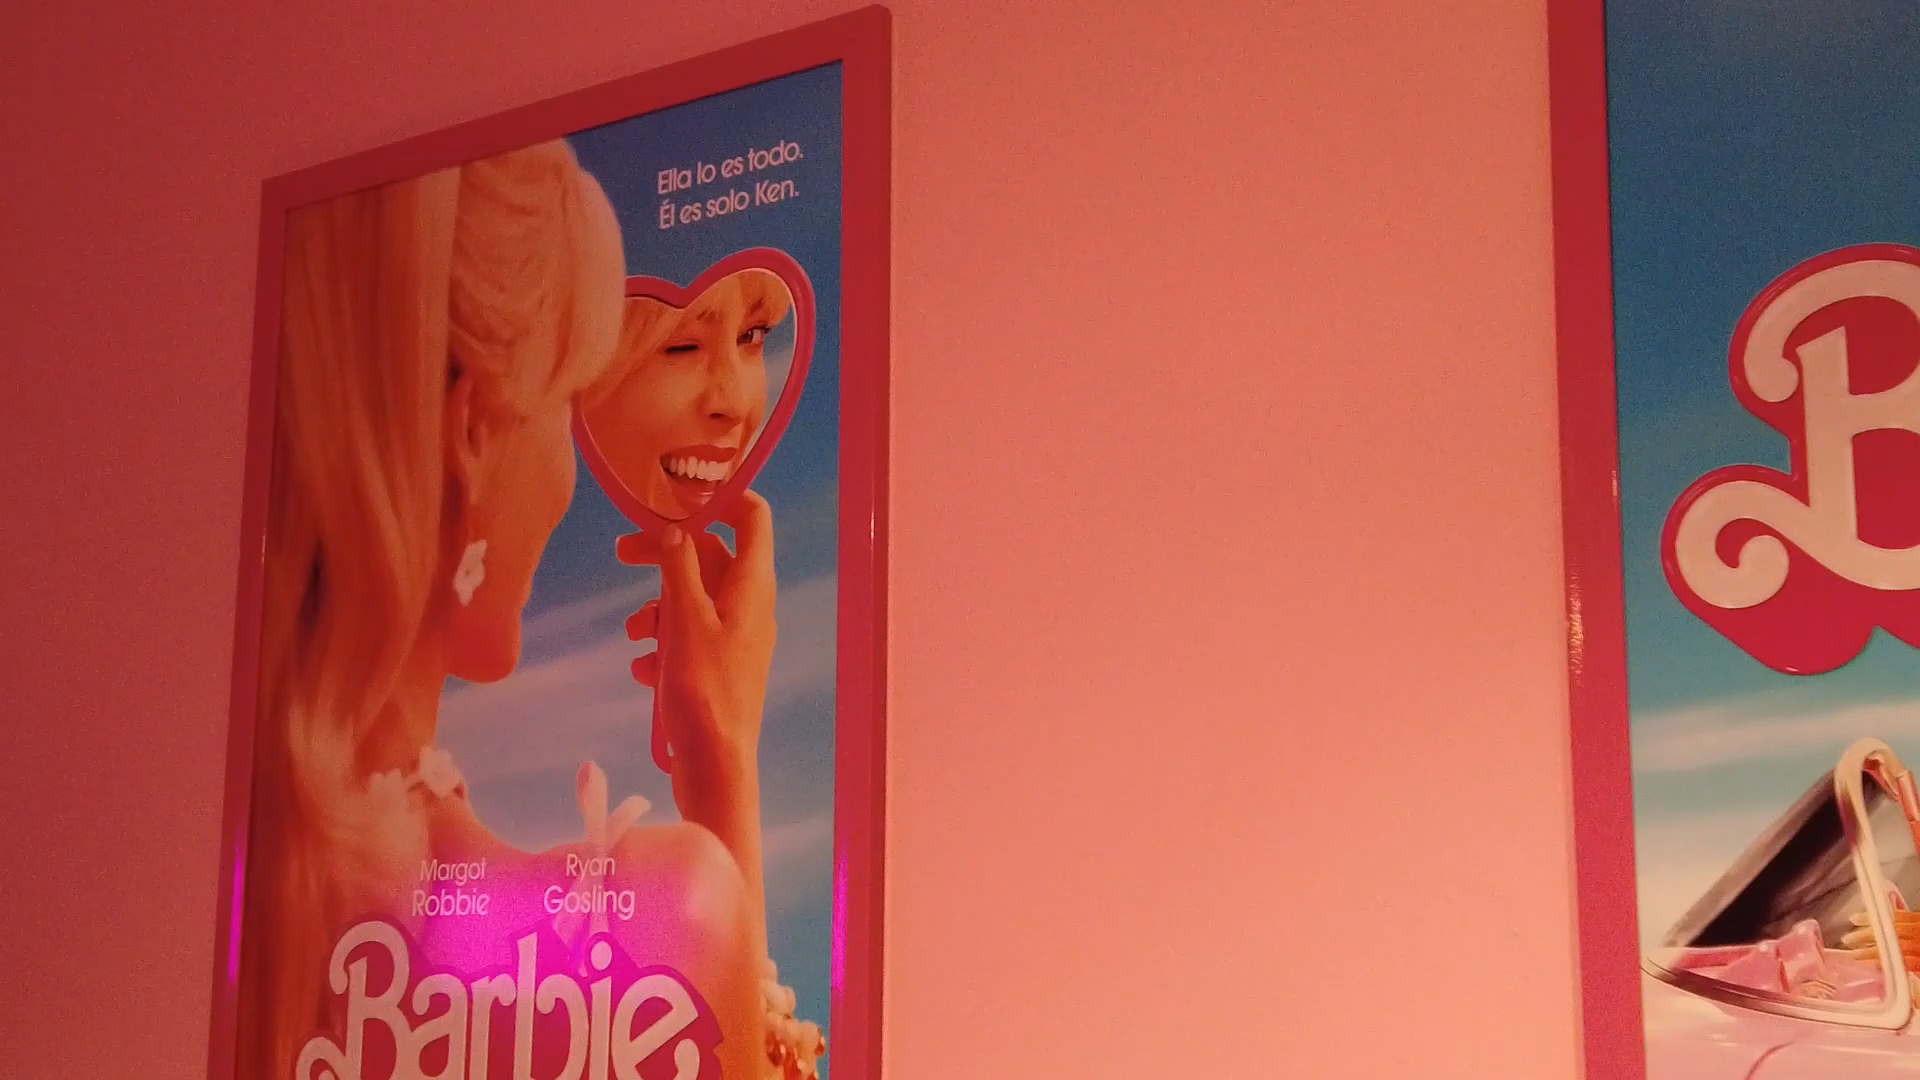 Ella lo es todo.
Él es solo Ken.
Margot Ryan
Robbie Gosling
Barbie
B